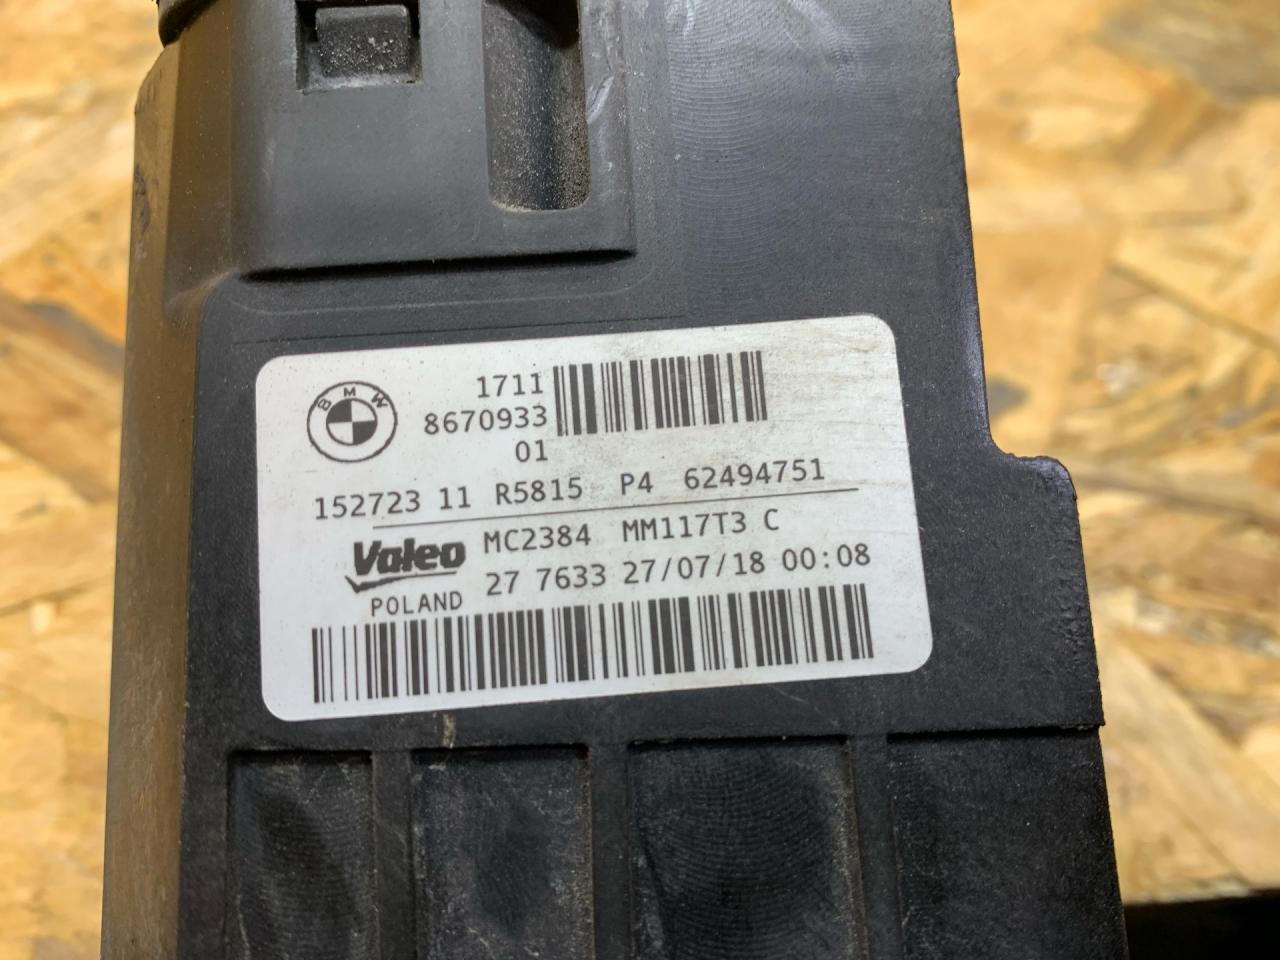 BMW
1711
8670933
01
152723 11 R5815 P4 62494751
Valeo MC2384 MM117T3 C
POLAND 27 7633 27/07/18 00:08